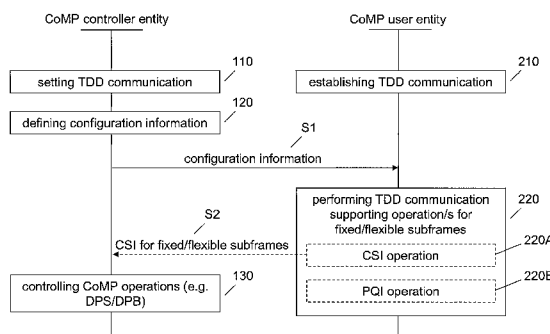 CoMP controller entity
CoMP user entity
110
setting TDD communication
210
establishing TDD communication
120
defining configuration information
S1
configuration information
220
performing TDD communication
supporting operation/s for
fixed/flexible subframes
S2
CSI for fixed/flexible subframes
220A
CSI operation
130
controlling CoMP operations (e.g.
DPS/DPB)
220B
PQI operation